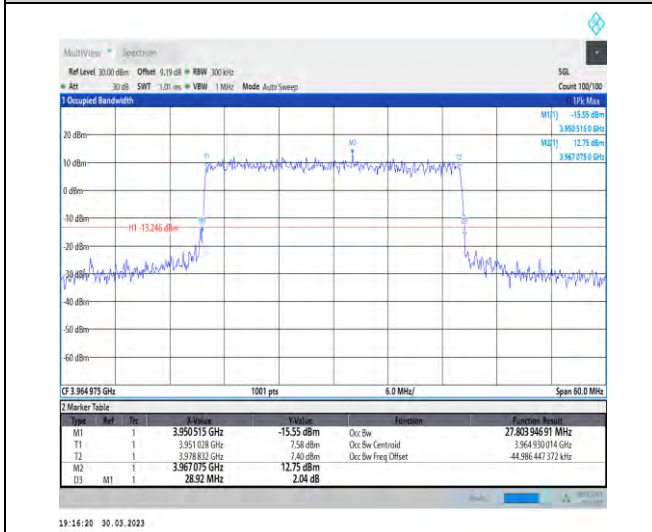 MultiView Spectrum
Ref Level 30.00 dBm Offset 9.19 dB RBW 300 kHz SGL
Att 30 dB SWT 1.01 ms VBW 1 MHz Mode Auto Sweep Count 100/100
1 Occupied Bandwidth 1Pk Max
M1[1] -15.55 dBm
3.950515 0 GHz
M2[1] 12.75 dBm
3.967075 0 GHz
20 dBm
M2
T1 T2
10 dBm
0 dBm
-10 dBm
H1 -13.246 dBm
M1 D3
-20 dBm
-30 dBm
-40 dBm
-50 dBm
-60 dBm
CF 3.964 975 GHz 1001 pts 6.0 MHz/ Span 60.0 MHz
2 Marker Table
Type Ref Trc X-Value Y-Value Function Function Result
M1 1 3.950515 GHz -15.55 dBm Occ Bw 27.803 946 91 MHz
T1 1 3.951 028 GHz 7.58 dBm Occ Bw Centroid 3.964 930 014 GHz
T2 1 3.978 832 GHz 7.40 dBm Occ Bw Freq Offset -44.986 447 372 kHz
M2 1 3.967075 GHz 12.75 dBm
D3 M1 1 28.92 MHz 2.04 dB
19:16:20 30.03.2023